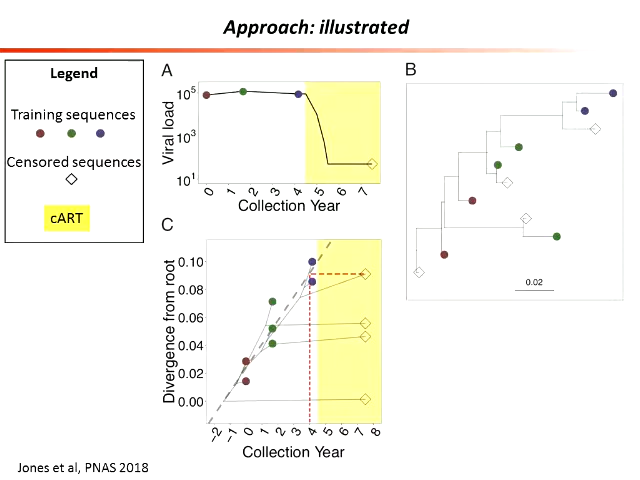 Approach: illustrated
Legend
Training sequences
Censored sequences
cART
A
Viral load
10^5
10^3
10^1
0 1 2 3 4 5 6 7
Collection Year
B
0.02
C
Divergence from root
0.10
0.08
0.06
0.04
0.02
0.00
-2 -1 0 1 2 3 4 5 6 7 8
Collection Year
Jones et al, PNAS 2018